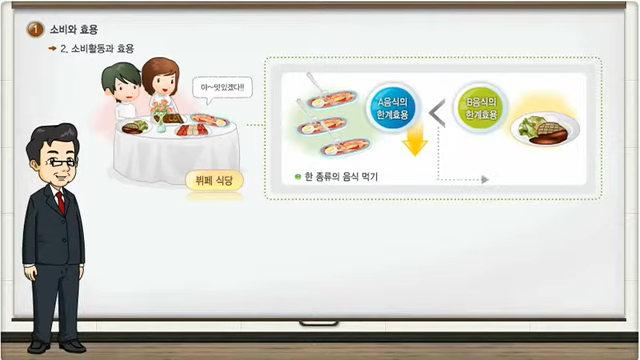 1 소비와 효용
2. 소비활동과 효용
야~맛있겠다!!
뷔페 식당
A음식의
한계효용
<
B음식의
한계효용
한 종류의 음식 먹기